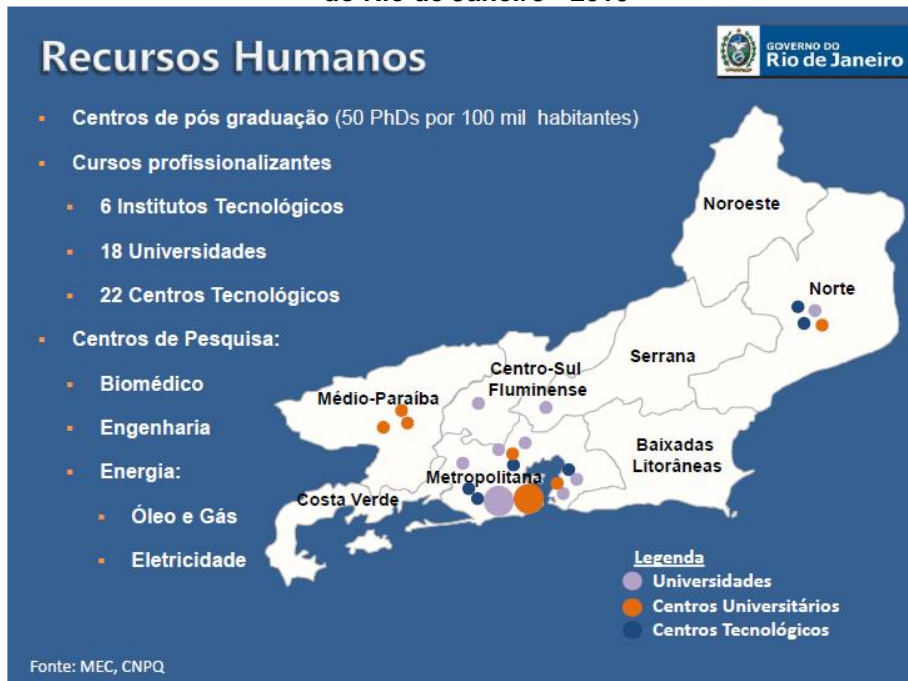 Recursos Humanos
GOVERNO DO
Rio de Janeiro
Centros de pós graduação (50 PhDs por 100 mil habitantes)
Cursos profissionalizantes
6 Institutos Tecnológicos
18 Universidades
22 Centros Tecnológicos
Centros de Pesquisa:
Biomédico
Engenharia
Energia:
Óleo e Gás
Eletricidade
Noroeste
Norte
Serrana
Centro-Sul
Fluminense
Médio-Paraíba
Baixadas
Litorâneas
Metropolitana
Costa Verde
Legenda
Universidades
Centros Universitários
Centros Tecnológicos
Fonte: MEC, CNPQ